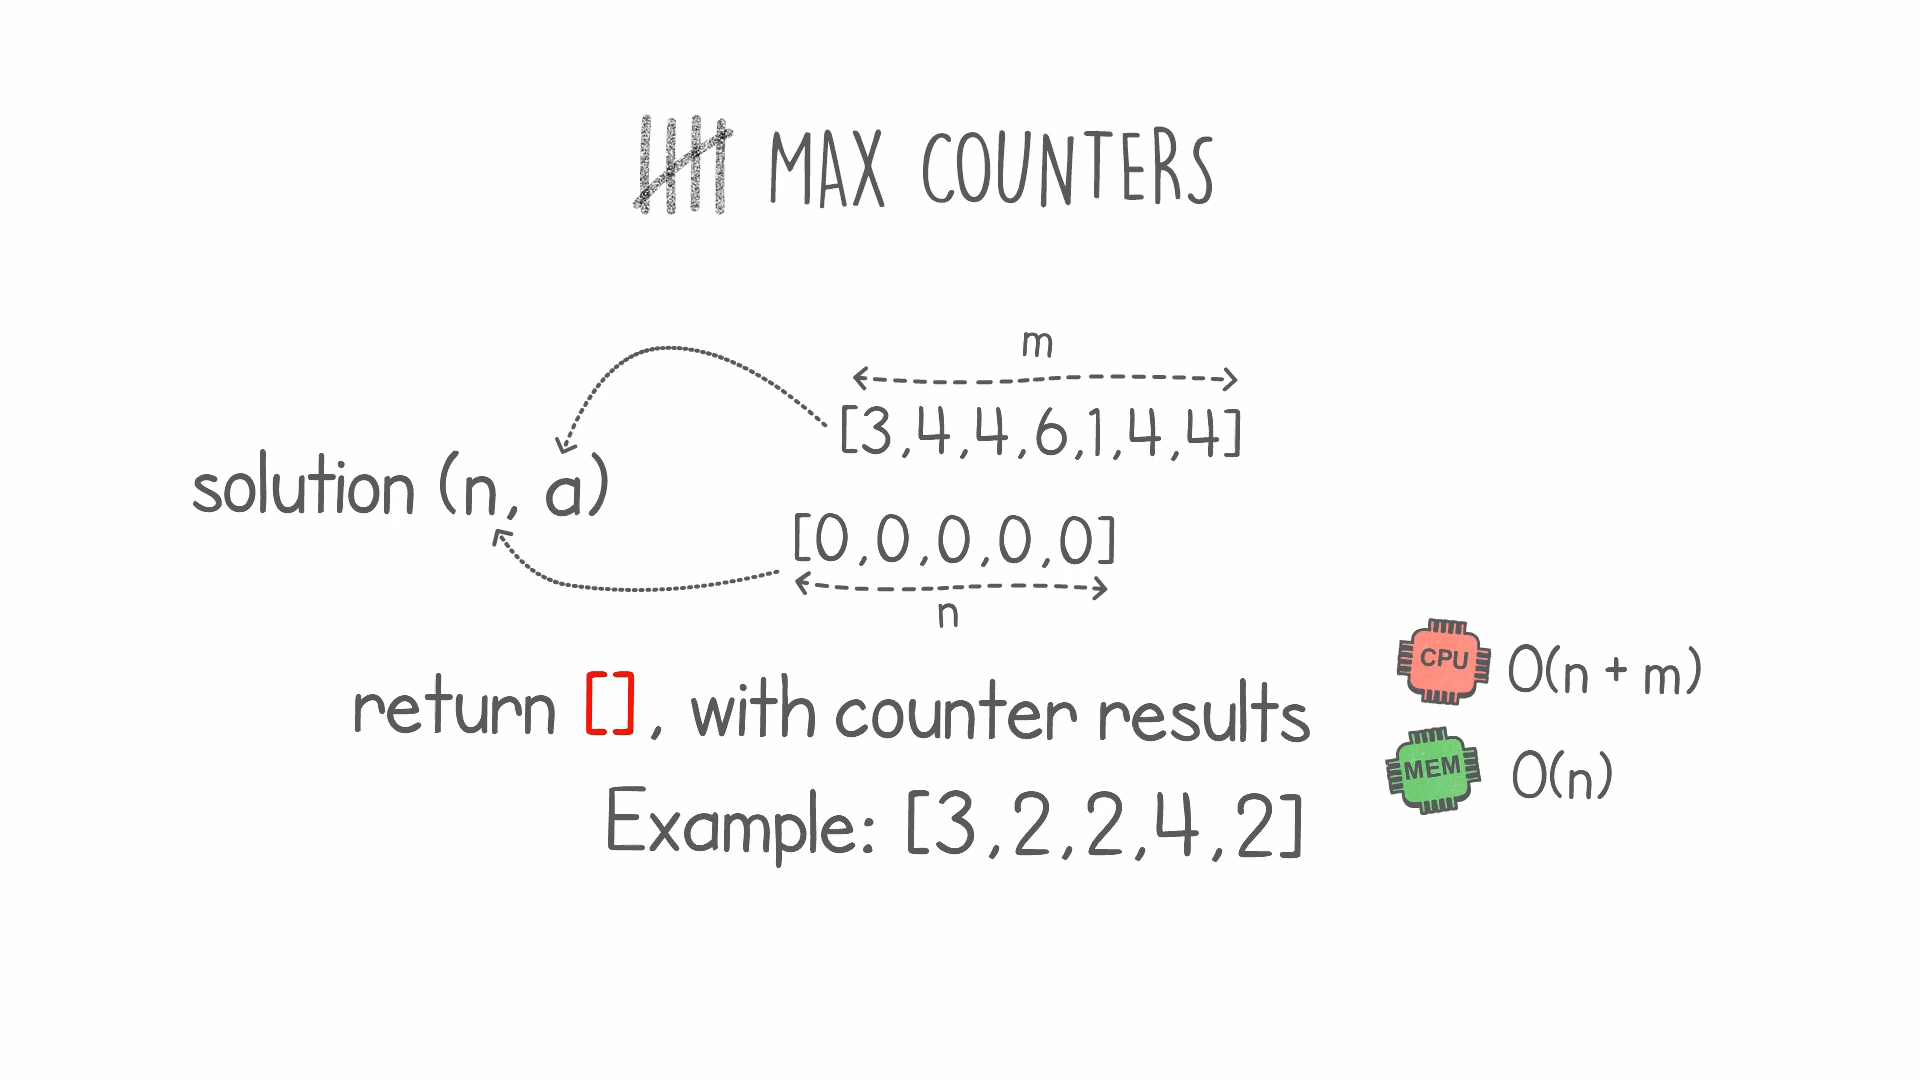 MAX COUNTERS
m
[3,4,4,6,1,4,4]
solution (n, a)
[0,0,0,0,0]
n
CPU O(n + m)
return [], with counter results
MEM O(n)
Example: [3,2,2,4,2]